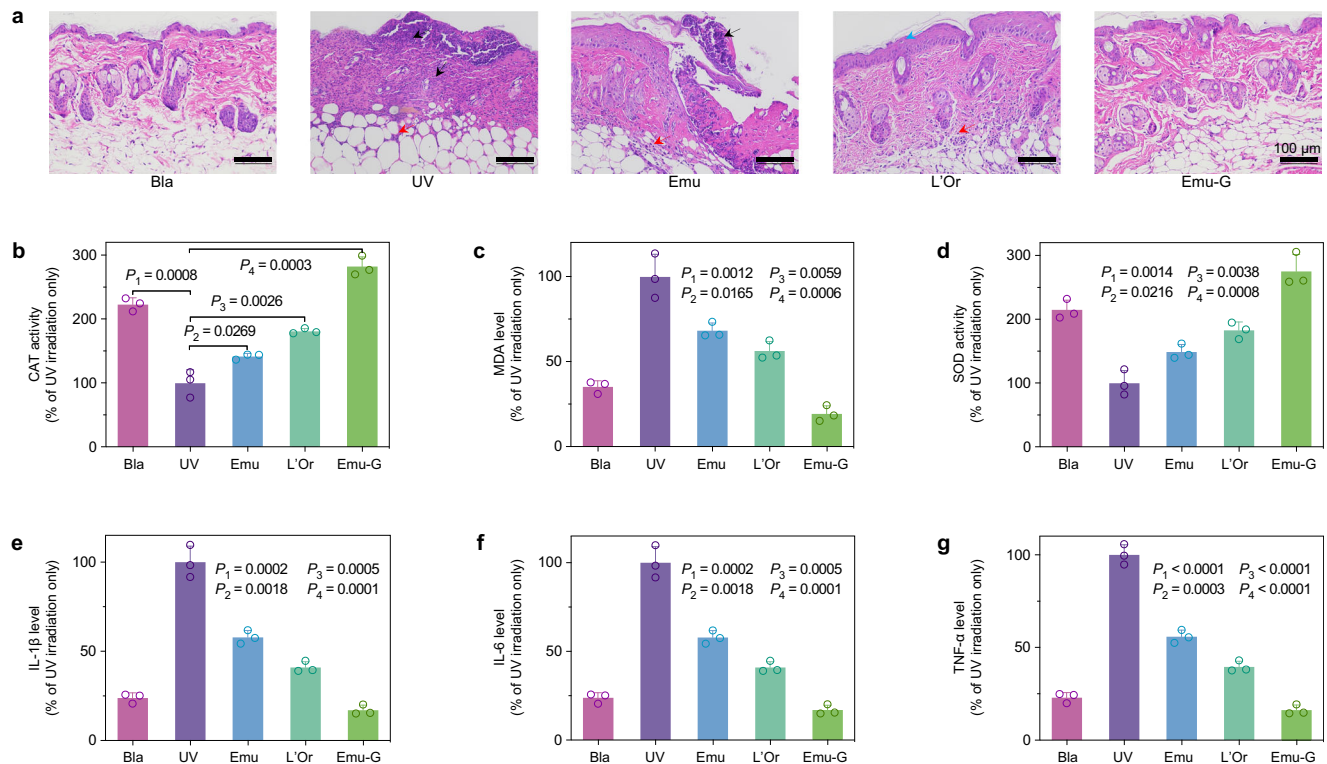 a
Bla
UV
Emu
L'Or
Emu-G
100 µm
b
CAT activity
(% of UV irradiation only)
300
200
100
0
P1 = 0.0008
P4 = 0.0003
P3 = 0.0026
P2 = 0.0269
Bla UV Emu L'Or Emu-G
c
MDA level
(% of UV irradiation only)
100
50
0
P1 = 0.0012 P3 = 0.0059
P2 = 0.0165 P4 = 0.0006
Bla UV Emu L'Or Emu-G
d
SOD activity
(% of UV irradiation only)
300
200
100
0
P1 = 0.0014 P3 = 0.0038
P2 = 0.0216 P4 = 0.0008
Bla UV Emu L'Or Emu-G
e
IL-1β level
(% of UV irradiation only)
100
50
0
P1 = 0.0002 P3 = 0.0005
P2 = 0.0018 P4 = 0.0001
Bla UV Emu L'Or Emu-G
f
IL-6 level
(% of UV irradiation only)
100
50
0
P1 = 0.0002 P3 = 0.0005
P2 = 0.0018 P4 = 0.0001
Bla UV Emu L'Or Emu-G
g
TNF-α level
(% of UV irradiation only)
100
50
0
P1 < 0.0001 P3 < 0.0001
P2 = 0.0003 P4 < 0.0001
Bla UV Emu L'Or Emu-G